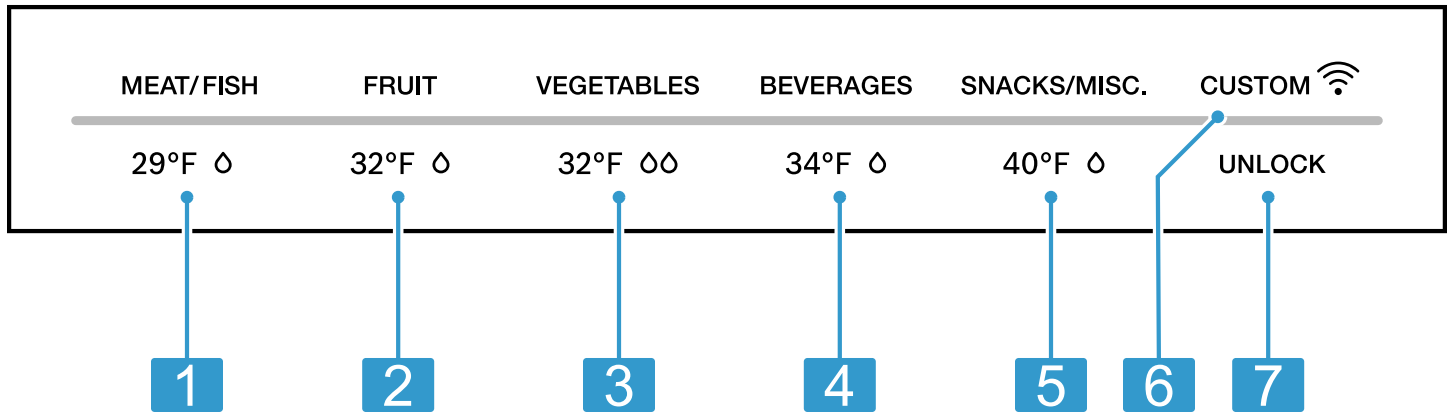 MEAT/FISH FRUIT VEGETABLES BEVERAGES SNACKS/MISC. CUSTOM
29°F 32°F 32°F 34°F 40°F UNLOCK
1 2 3 4 5 6 7